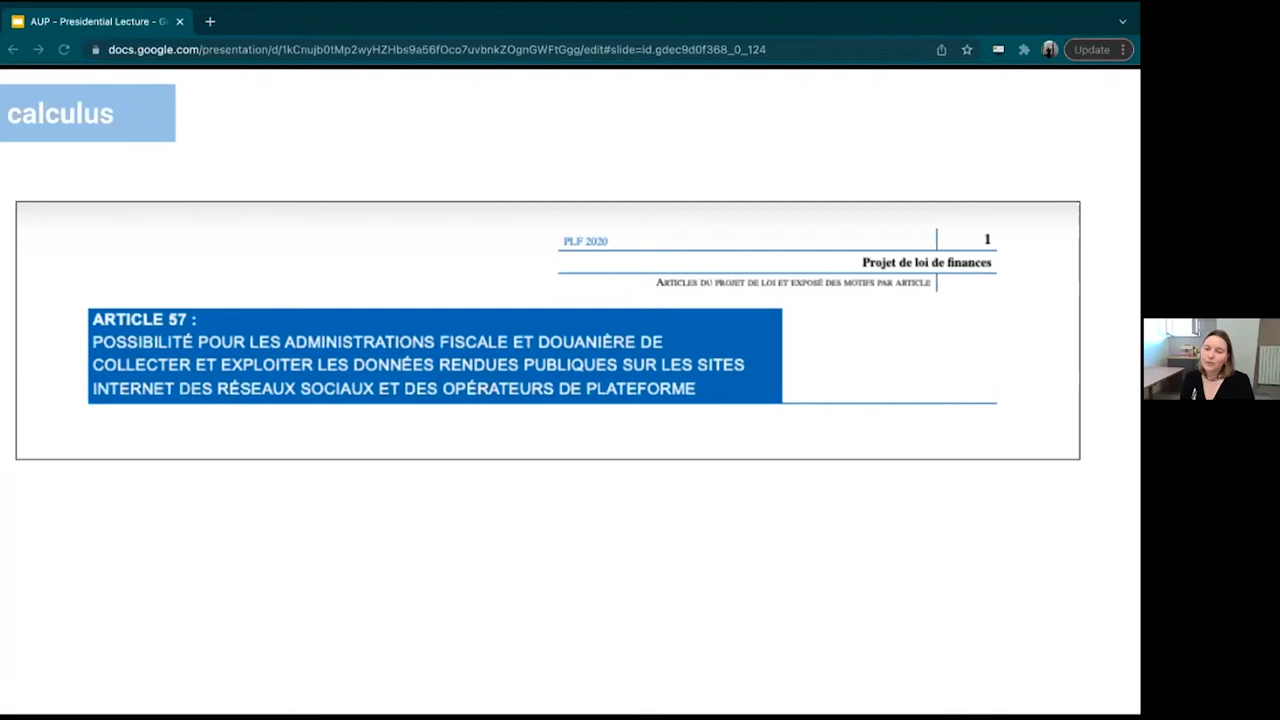 AUP - Presidential Lecture - G
docs.google.com/presentation/d/1kCnujb0tMp2wyHZHbs9a56fOco7uvbnkZOgnGWFtGgg/edit#slide=id.gdec9d0f368_0_124
Update
calculus
PLF 2020
1
Projet de loi de finances
ARTICLES DU PROJET DE LOI ET EXPOSÉ DES MOTIFS PAR ARTICLE
ARTICLE 57 :
POSSIBILITÉ POUR LES ADMINISTRATIONS FISCALE ET DOUANIÈRE DE
COLLECTER ET EXPLOITER LES DONNÉES RENDUES PUBLIQUES SUR LES SITES
INTERNET DES RÉSEAUX SOCIAUX ET DES OPÉRATEURS DE PLATEFORME